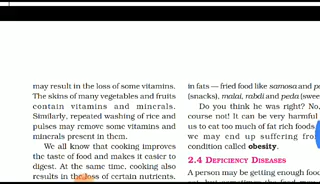 may result in the loss of some vitamins.
The skins of many vegetables and fruits
contain vitamins and minerals.
Similarly, repeated washing of rice and
pulses may remove some vitamins and
minerals present in them.
We all know that cooking improves
the taste of food and makes it easier to
digest. At the same time, cooking also
results in the loss of certain nutrients.
in fats — fried food like samosa and
(snacks), malai, rabdi and peda (sweet
Do you think he was right? No,
course not! It can be very harmful
us to eat too much of fat rich foods
we may end up suffering from
condition called obesity.
2.4 DEFICIENCY DISEASES
A person may be getting enough food